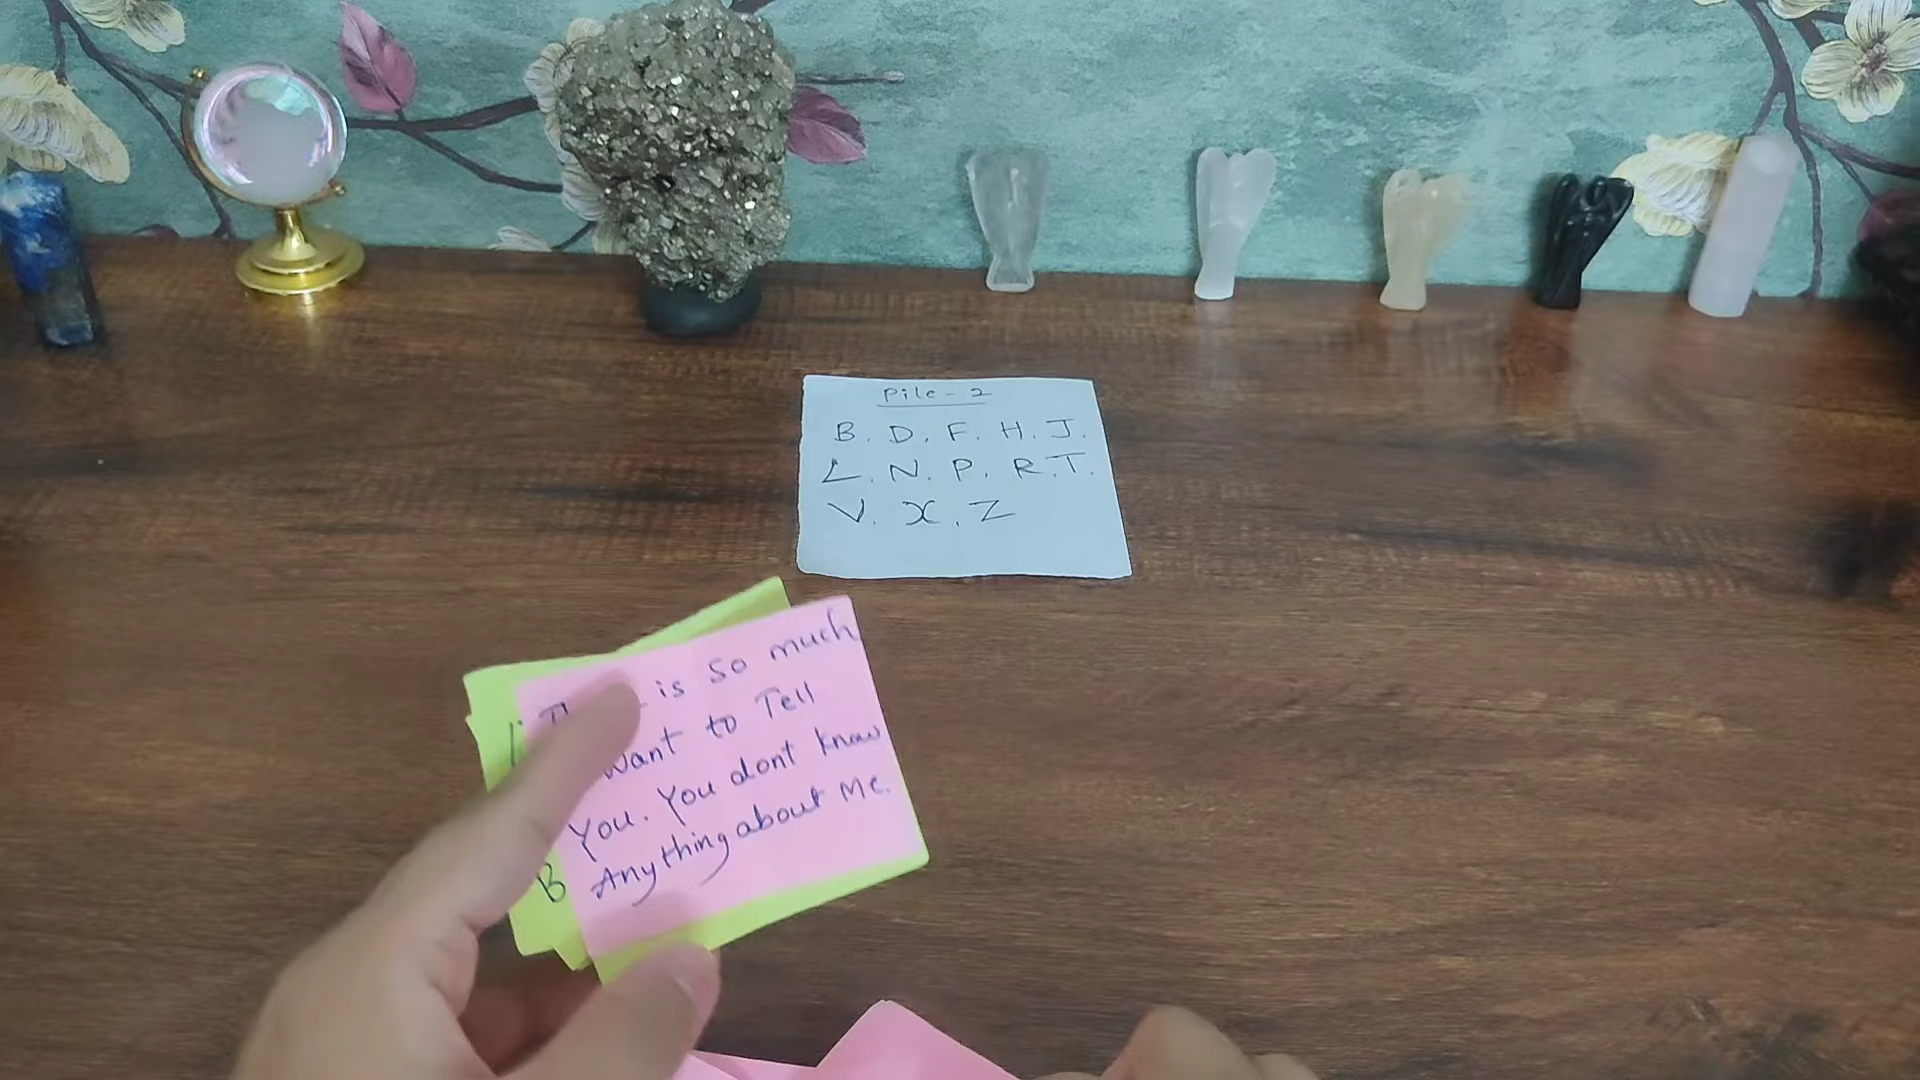 Pile - 2
B. D. F. H. J.
L. N. P. R. T.
V. X. Z
is so much
want to Tell
You. You dont know
Anything about Me.
B